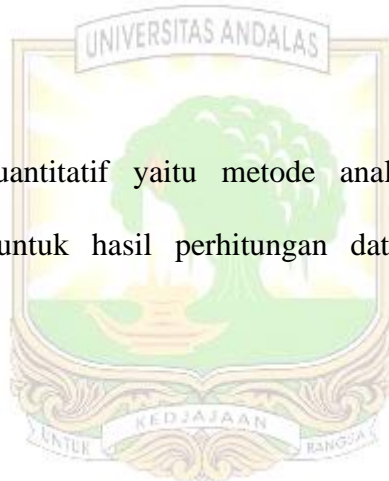 UNIVERSITAS ANDALAS
uantitatif yaitu metode anal
untuk hasil perhitungan dat
KEDJAJAAN
UNTUK BANGSA